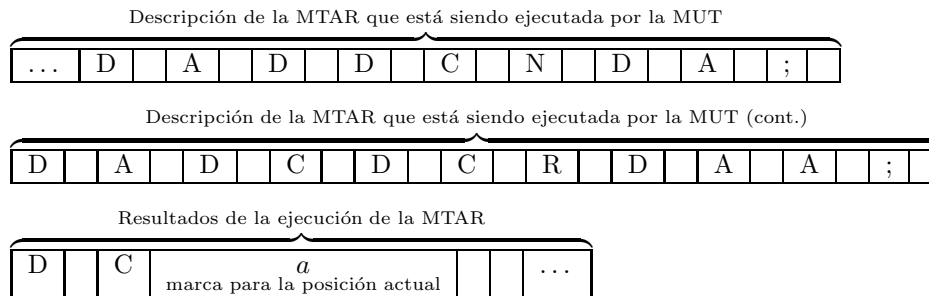 Descripción de la MTAR que está siendo ejecutada por la MUT
... D A D D C N D A ;
Descripción de la MTAR que está siendo ejecutada por la MUT (cont.)
D A D C D C R D A A ;
Resultados de la ejecución de la MTAR
D C a ...
marca para la posición actual